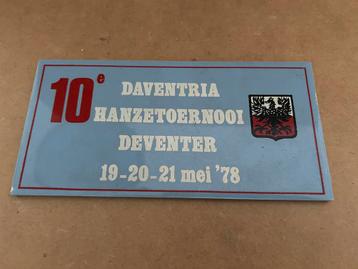 10e DAVENTRIA
HANZETOERNOOI
DEVENTER
19-20-21 mei '78